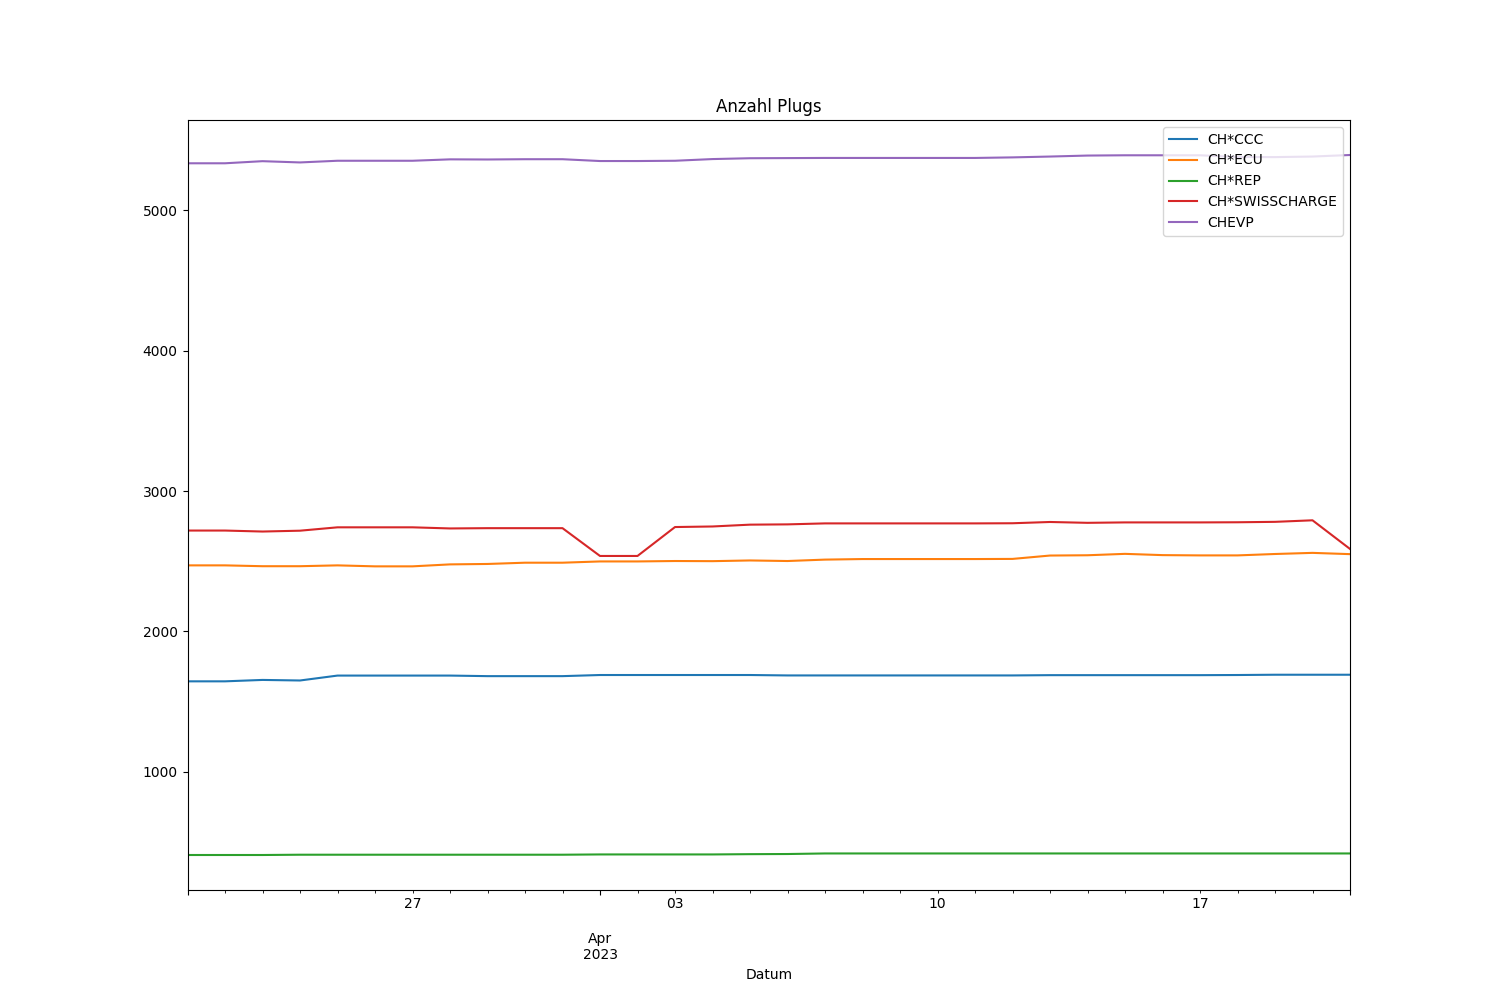 Anzahl Plugs
CH*CCC
CH*ECU
CH*REP
CH*SWISSCHARGE
CHEVP
5000
4000
3000
2000
1000
27
03
10
17
Apr
2023
Datum